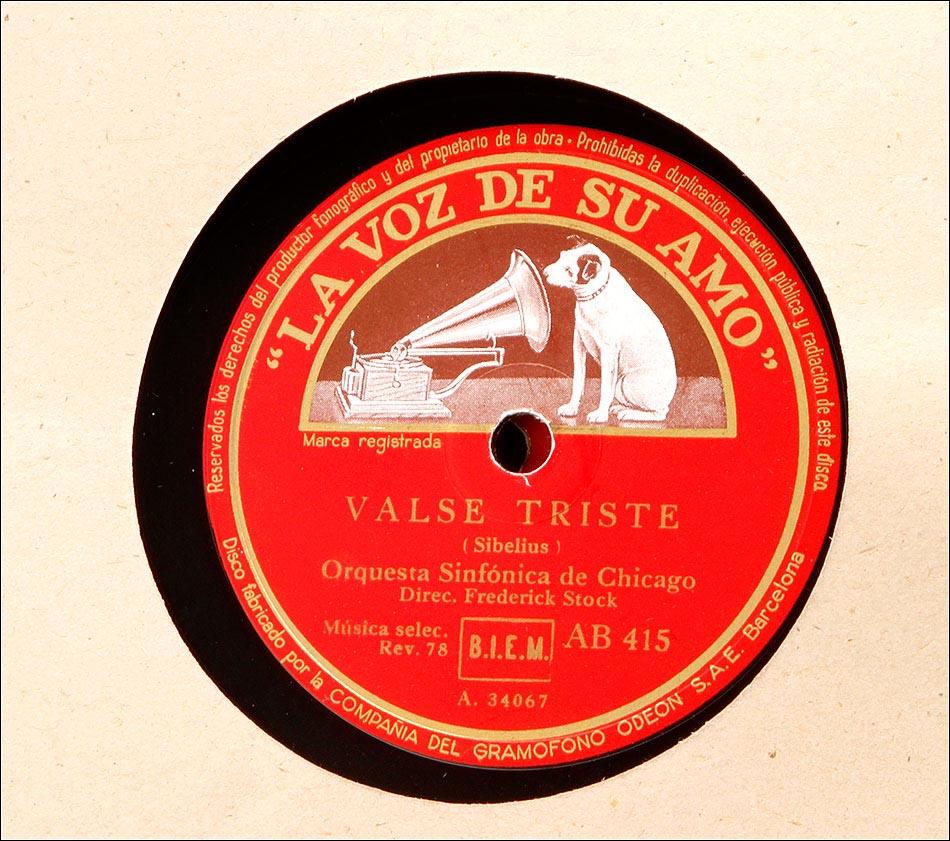 Reservados los derechos del productor fonográfico y del propietario de la obra • Prohibidas la duplicación, ejecución pública y radiación de este disco
“LA VOZ DE SU AMO”
Marca registrada
VALSE TRISTE
( Sibelius )
Orquesta Sinfónica de Chicago
Direc. Frederick Stock
Música selec.
Rev. 78
B.I.E.M.
AB 415
A. 34067
Disco fabricado por la COMPAÑIA DEL GRAMOFONO ODEON S.A.E. Barcelona